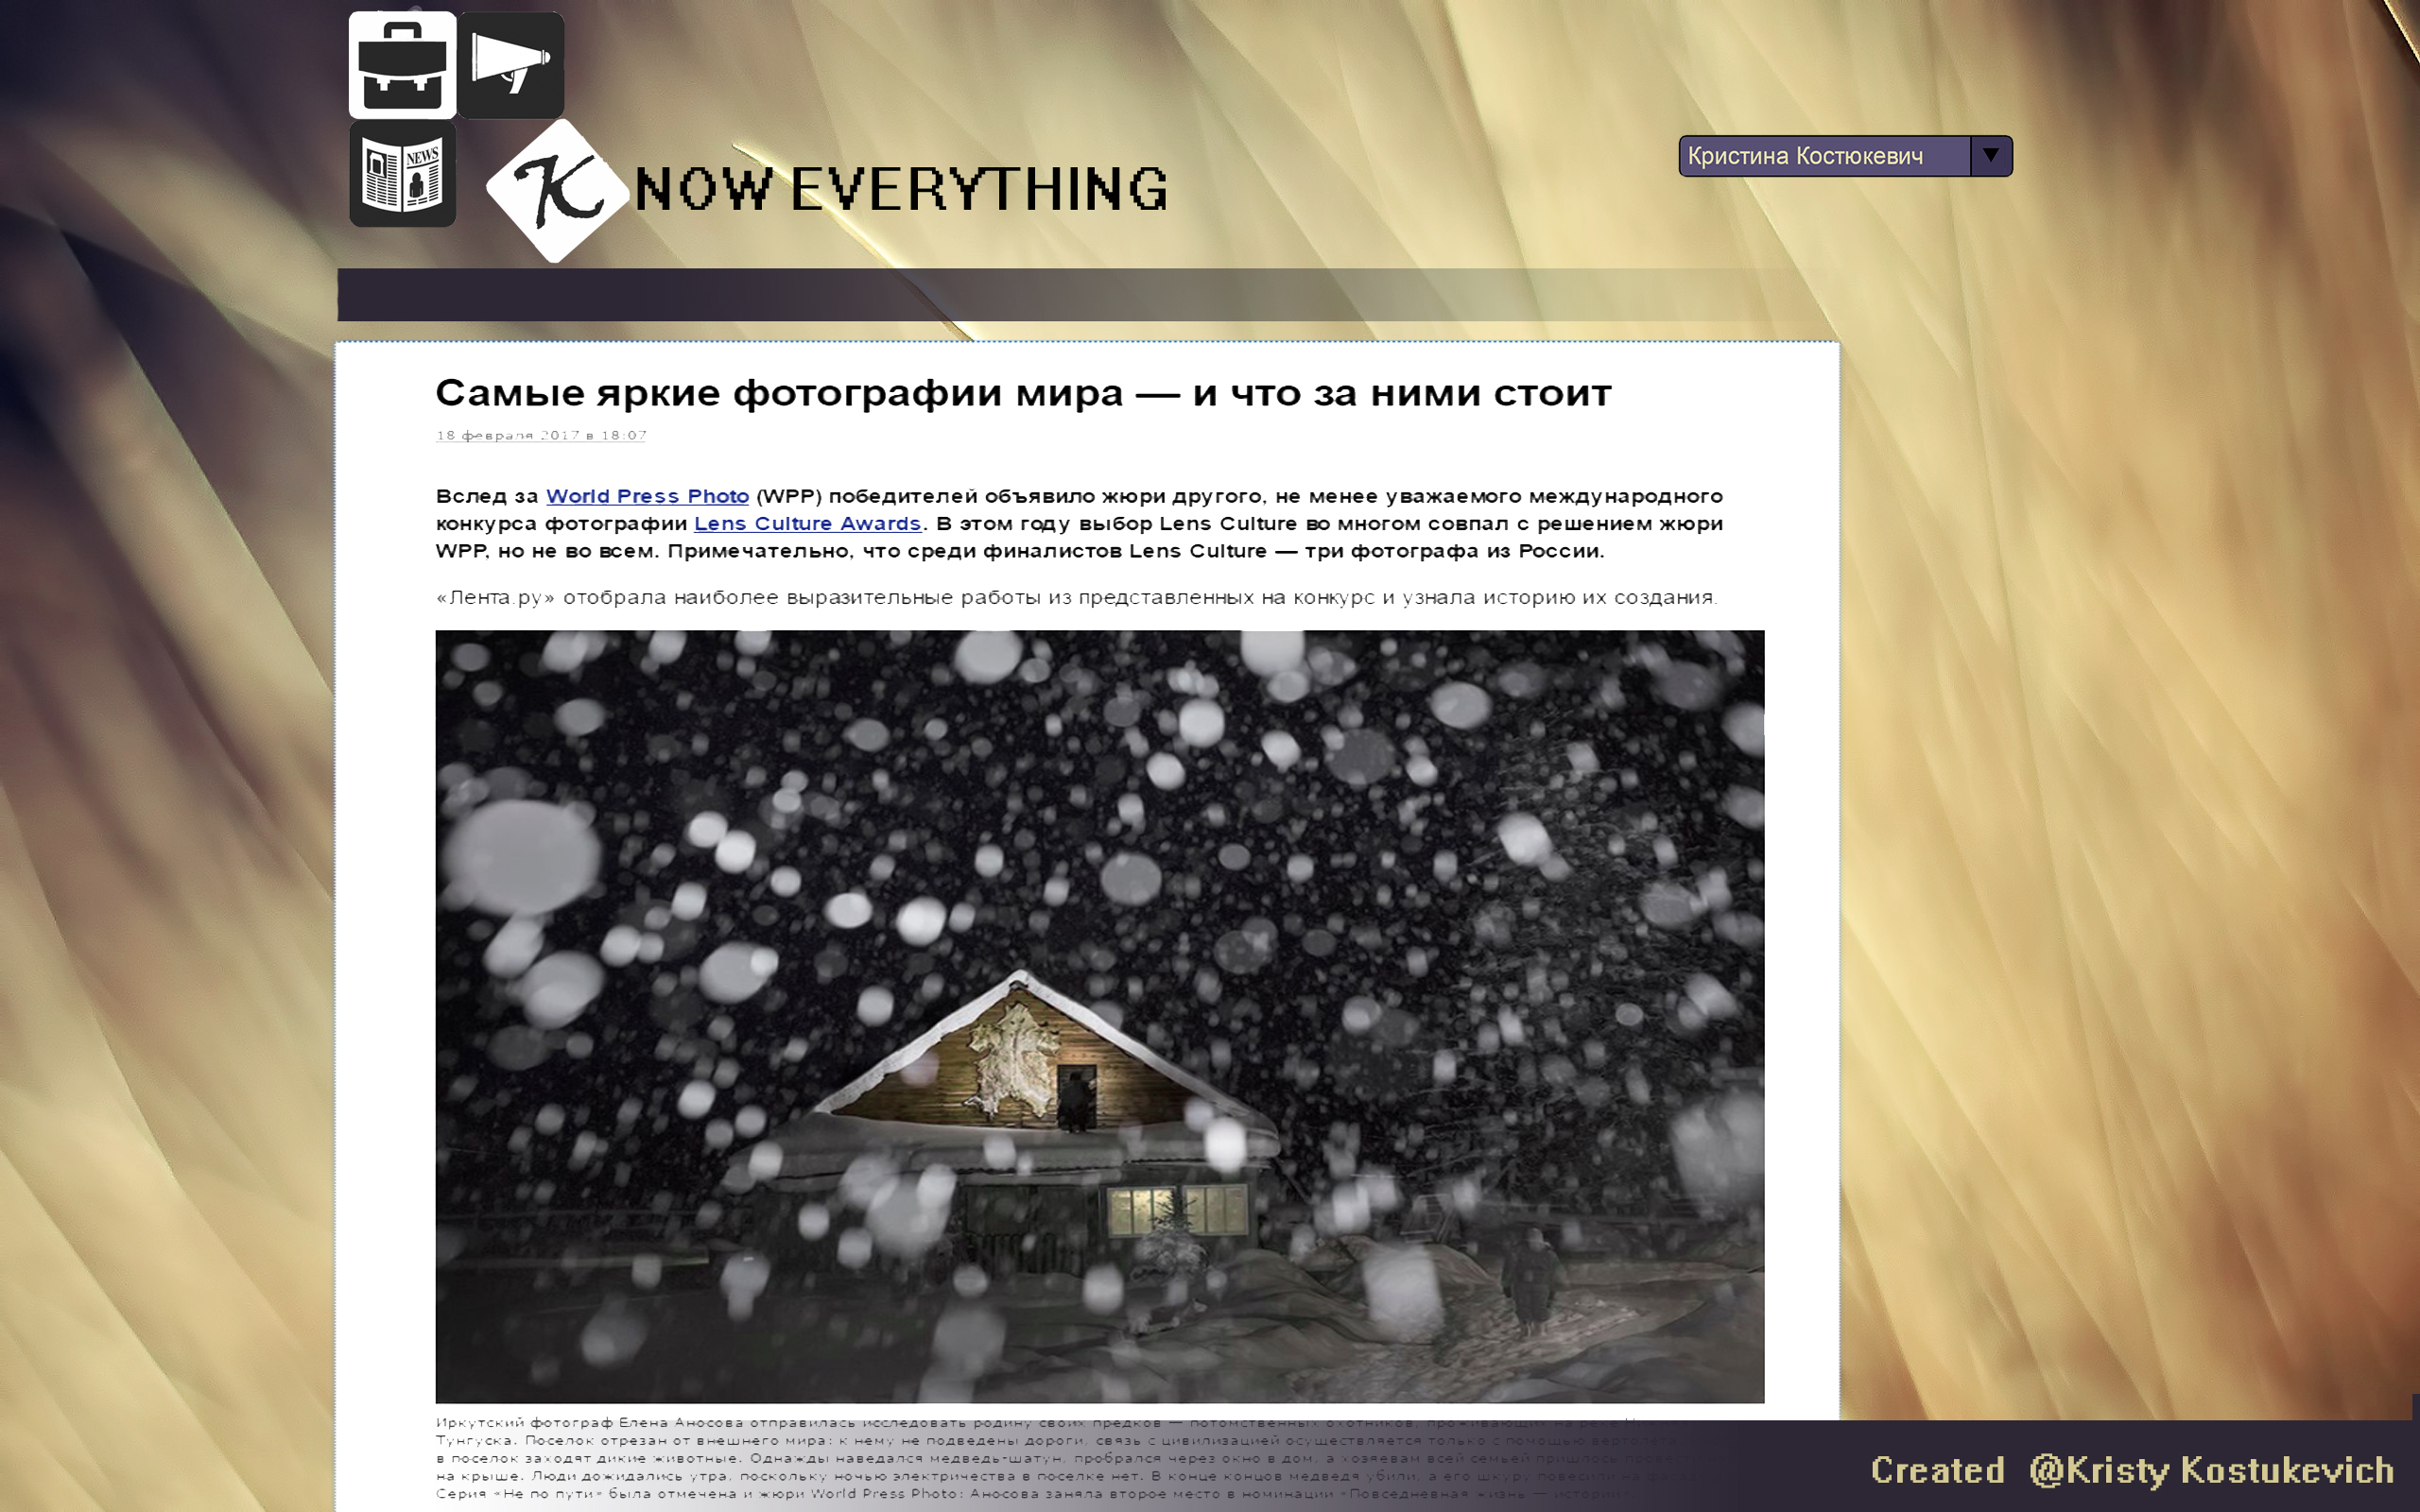 NEWS
KNOW EVERYTHING
Кристина Костюкевич
Самые яркие фотографии мира — и что за ними стоит
18 февраля 2017 в 18:07
Вслед за World Press Photo (WPP) победителей объявило жюри другого, не менее уважаемого международного
конкурса фотографии Lens Culture Awards. В этом году выбор Lens Culture во многом совпал с решением жюри
WPP, но не во всем. Примечательно, что среди финалистов Lens Culture — три фотографа из России.
«Лента.ру» отобрала наиболее выразительные работы из представленных на конкурс и узнала историю их создания.
Иркутский фотограф Елена Аносова отправилась исследовать родину своих предков — потомственных охотников, проживающих на реке
Тунгуска. Поселок отрезан от внешнего мира: к нему не подведены дороги, связь с цивилизацией осуществляется только с помощью вертолета
в поселок заходят дикие животные. Однажды наведался медведь-шатун, пробрался через окно в дом, а хозяевам всей семьей пришлось
на крыше. Люди дожидались утра, поскольку ночью электричества в поселке нет. В конце концов медведя убили, а его шкуру повесили на
Серия «Не по пути» была отмечена и жюри World Press Photo: Аносова заняла второе место в номинации «Повседневная жизнь — истории
Created @Kristy Kostukevich